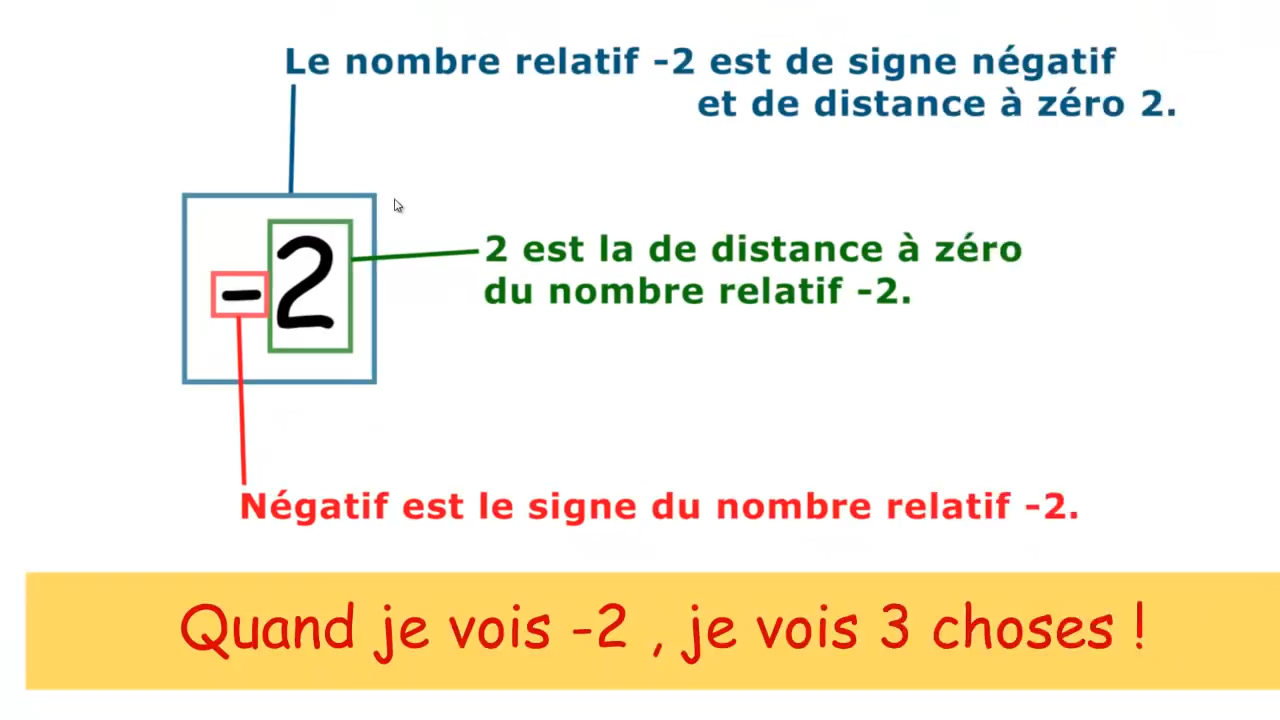 Le nombre relatif -2 est de signe négatif
et de distance à zéro 2.
-2
2 est la de distance à zéro
du nombre relatif -2.
Négatif est le signe du nombre relatif -2.
Quand je vois -2 , je vois 3 choses !